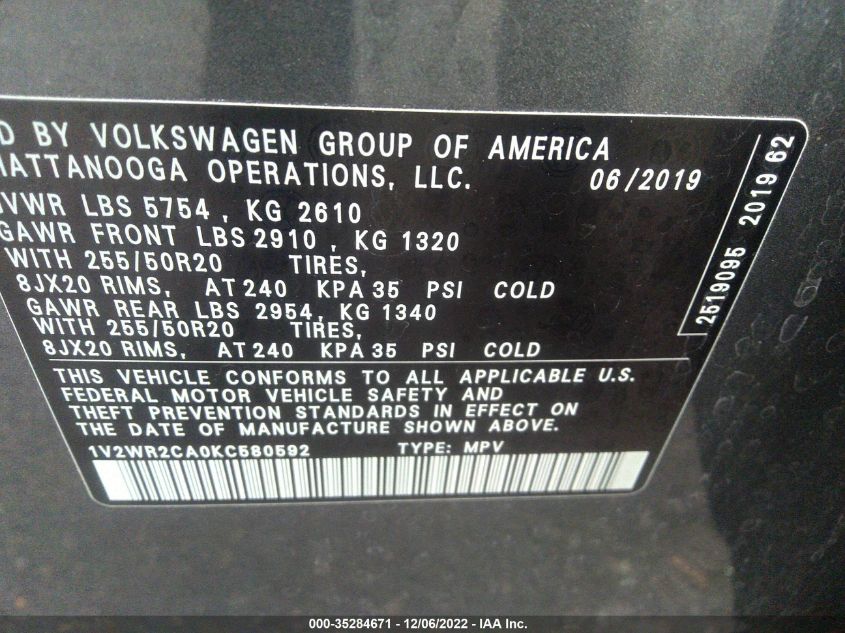 D BY VOLKSWAGEN GROUP OF AMERICA
HATTANOOGA OPERATIONS, LLC. 06/2019
VWR LBS 5754 , KG 2610
GAWR FRONT LBS 2910 , KG 1320
WITH 255/50R20 TIRES,
8JX20 RIMS, AT 240 KPA 35 PSI COLD
GAWR REAR LBS 2954, KG 1340
WITH 255/50R20 TIRES,
8JX20 RIMS, AT 240 KPA 35 PSI COLD
THIS VEHICLE CONFORMS TO ALL APPLICABLE U.S.
FEDERAL MOTOR VEHICLE SAFETY AND
THEFT PREVENTION STANDARDS IN EFFECT ON
THE DATE OF MANUFACTURE SHOWN ABOVE.
1V2WR2CA0KC580592 TYPE: MPV
2519095 2019 62
000-35284671 - 12/06/2022 - IAA Inc.